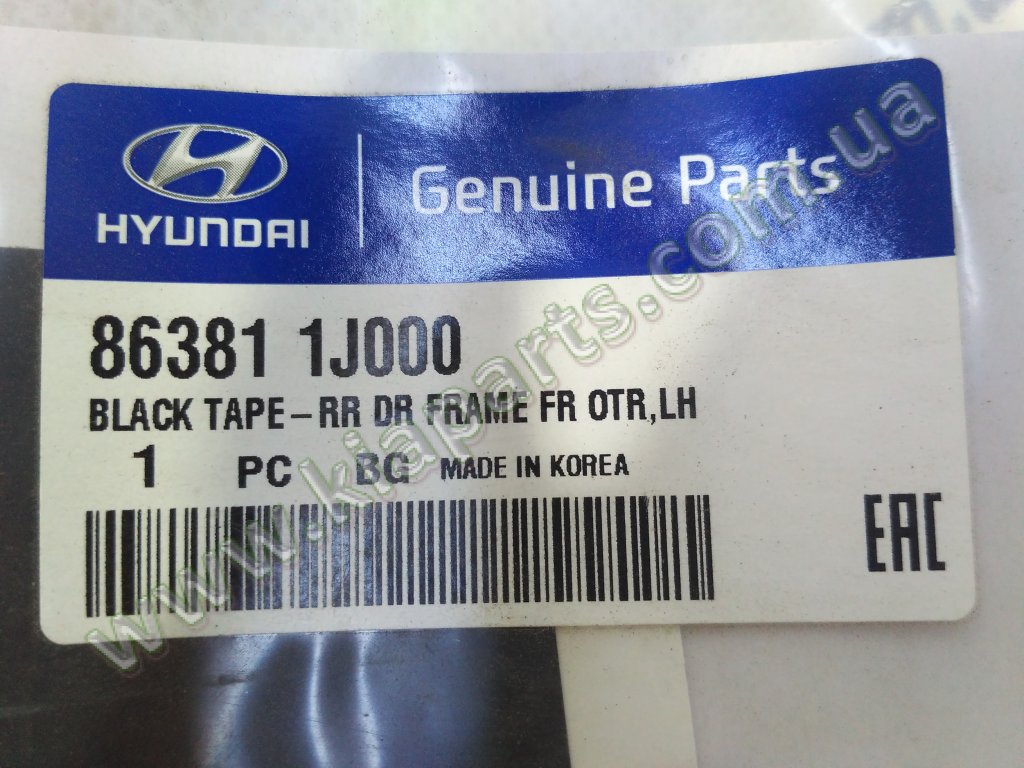 HYUNDAI
Genuine Parts
86381 1J000
BLACK TAPE-RR DR FRAME FR OTR,LH
1 PC BG MADE IN KOREA
EAC
www.kiaparts.com.ua